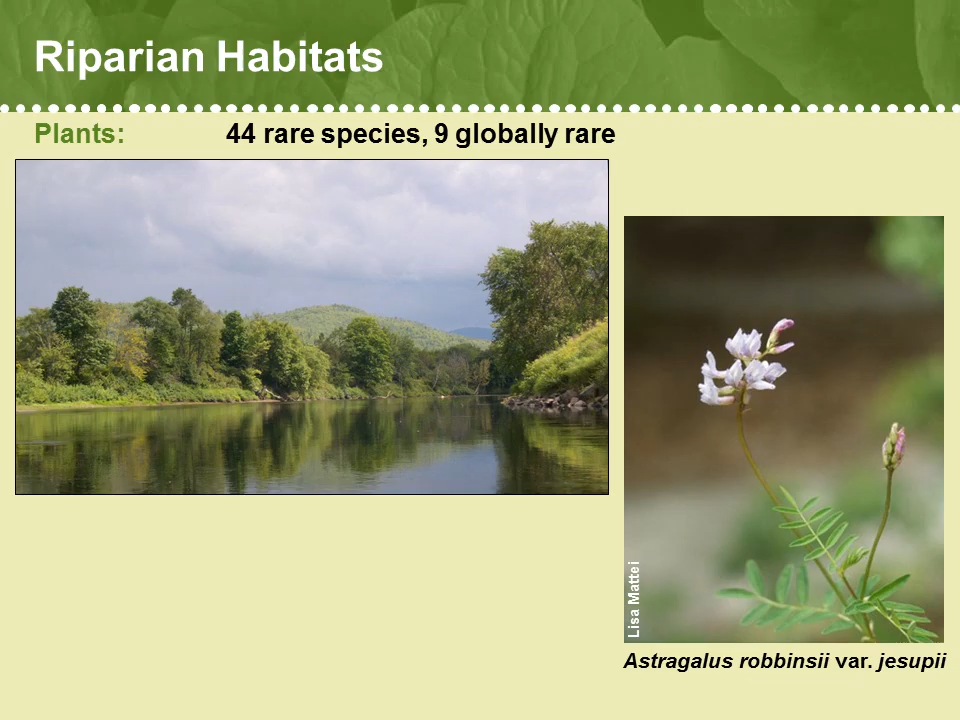 Riparian Habitats
Plants: 44 rare species, 9 globally rare
Lisa Mattei
Astragalus robbinsii var. jesupii